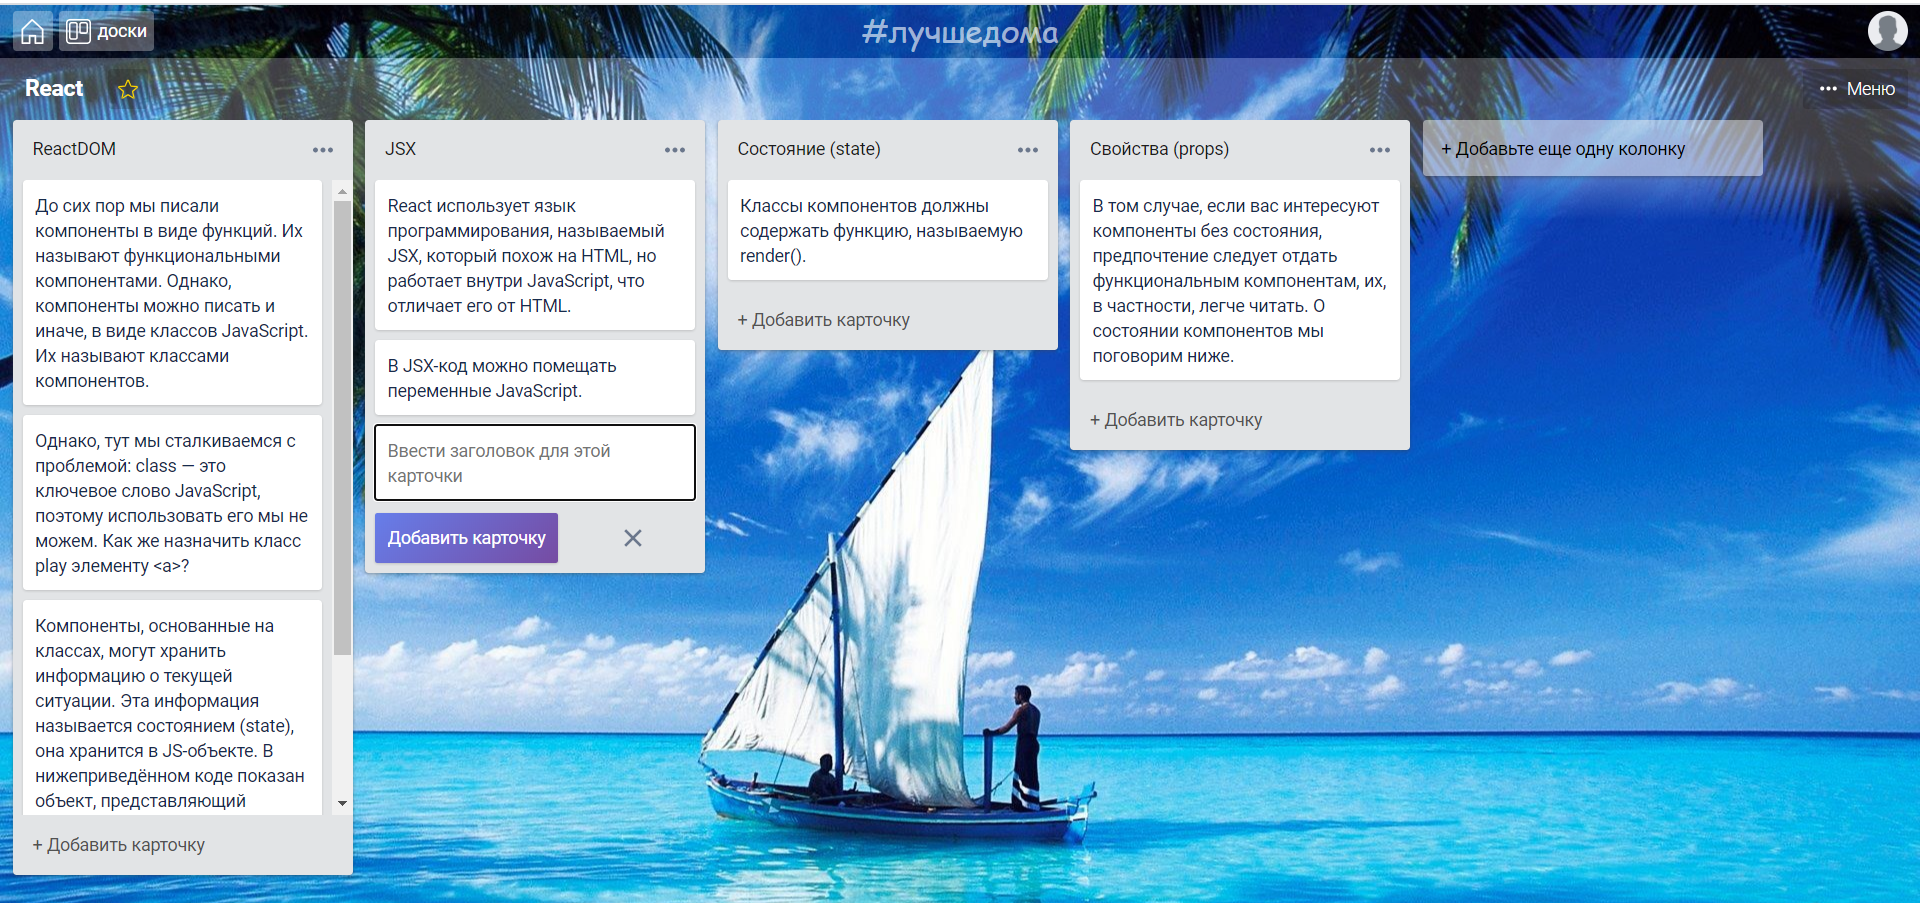 доски
#лучшедома
React
Меню
ReactDOM
До сих пор мы писали
компоненты в виде функций. Их
называют функциональными
компонентами. Однако,
компоненты можно писать и
иначе, в виде классов JavaScript.
Их называют классами
компонентов.
Однако, тут мы сталкиваемся с
проблемой: class — это
ключевое слово JavaScript,
поэтому использовать его мы не
можем. Как же назначить класс
play элементу <a>?
Компоненты, основанные на
классах, могут хранить
информацию о текущей
ситуации. Эта информация
называется состоянием (state),
она хранится в JS-объекте. В
нижеприведённом коде показан
объект, представляющий
+ Добавить карточку
JSX
React использует язык
программирования, называемый
JSX, который похож на HTML, но
работает внутри JavaScript, что
отличает его от HTML.
В JSX-код можно помещать
переменные JavaScript.
Ввести заголовок для этой
карточки
Добавить карточку
Состояние (state)
Классы компонентов должны
содержать функцию, называемую
render().
+ Добавить карточку
Свойства (props)
В том случае, если вас интересуют
компоненты без состояния,
предпочтение следует отдать
функциональным компонентам, их,
в частности, легче читать. О
состоянии компонентов мы
поговорим ниже.
+ Добавить карточку
+ Добавьте еще одну колонку